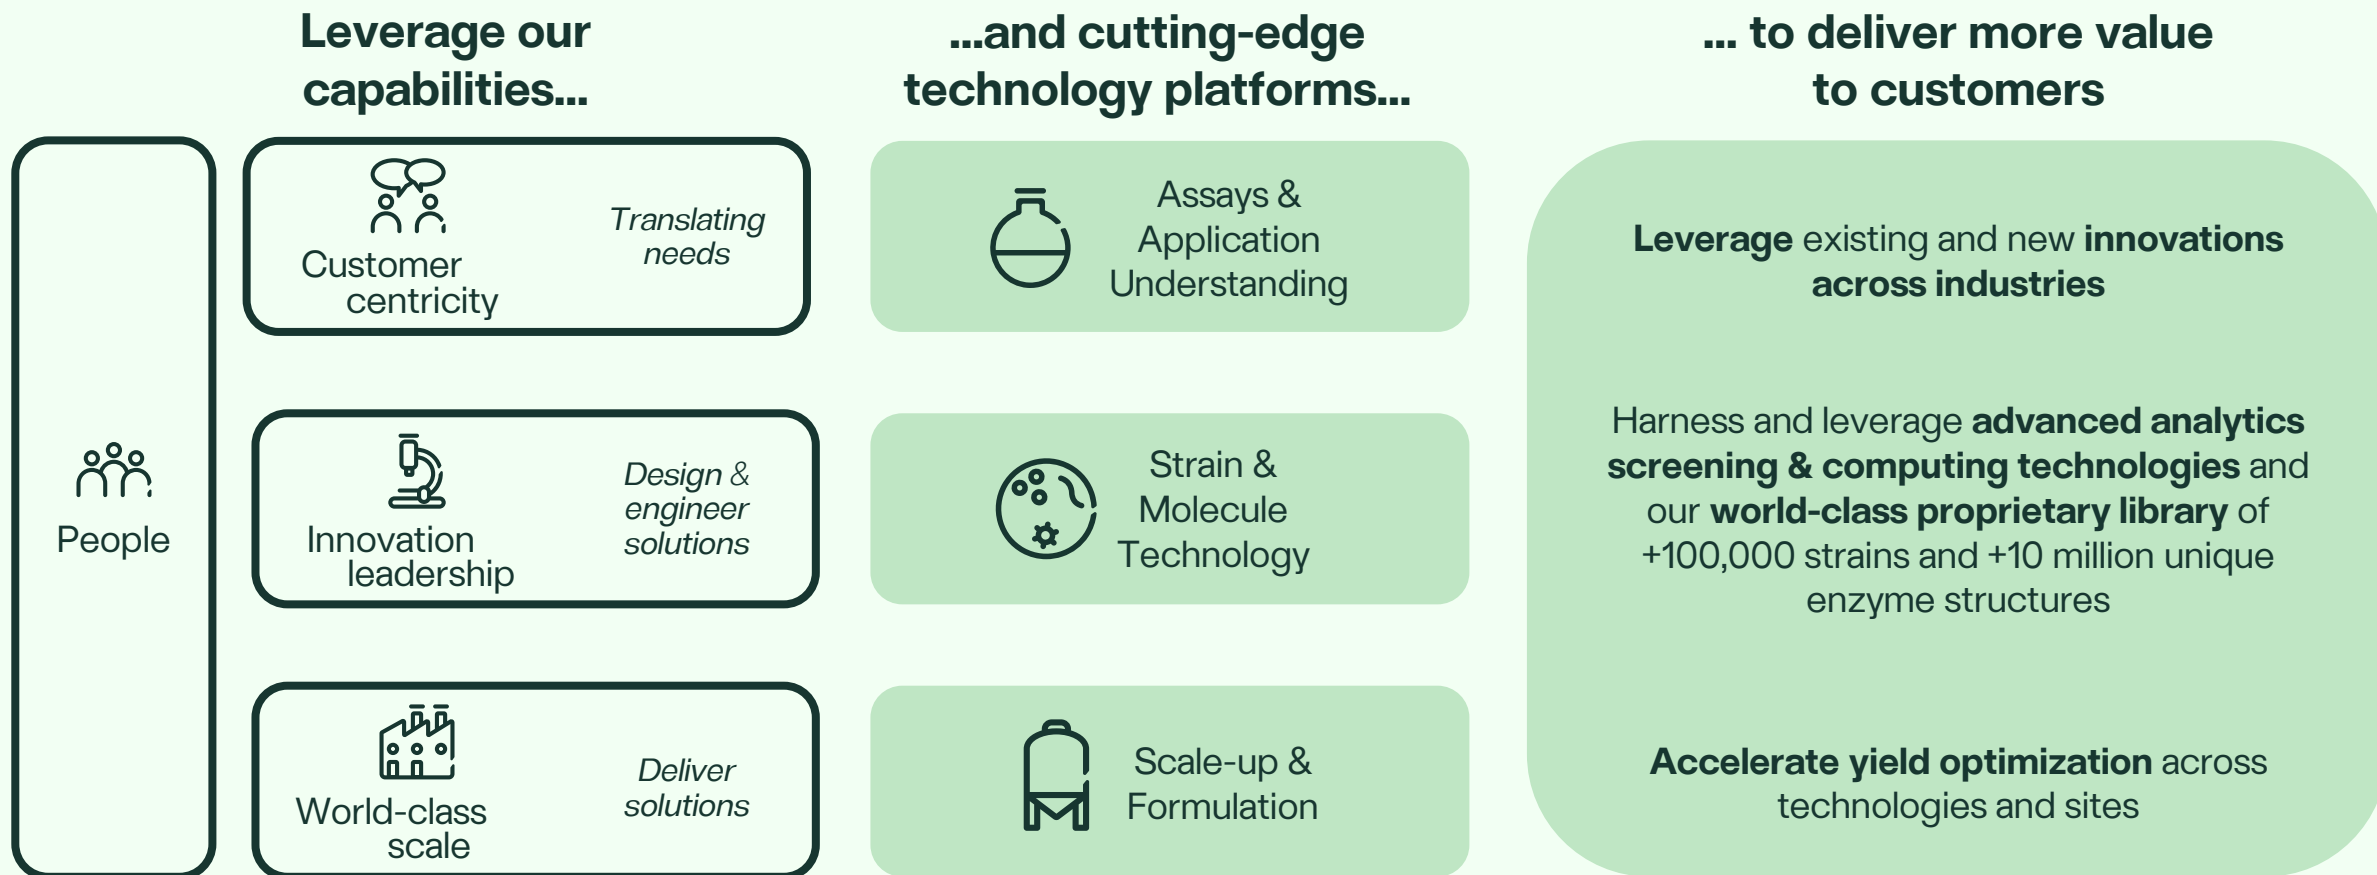 Leverage our
capabilities...
...and cutting-edge
technology platforms...
... to deliver more value
to customers
People
Customer
centricity
Translating
needs
Assays &
Application
Understanding
Leverage existing and new innovations
across industries
Innovation
leadership
Design &
engineer
solutions
Strain &
Molecule
Technology
Harness and leverage advanced analytics
screening & computing technologies and
our world-class proprietary library of
+100,000 strains and +10 million unique
enzyme structures
World-class
scale
Deliver
solutions
Scale-up &
Formulation
Accelerate yield optimization across
technologies and sites